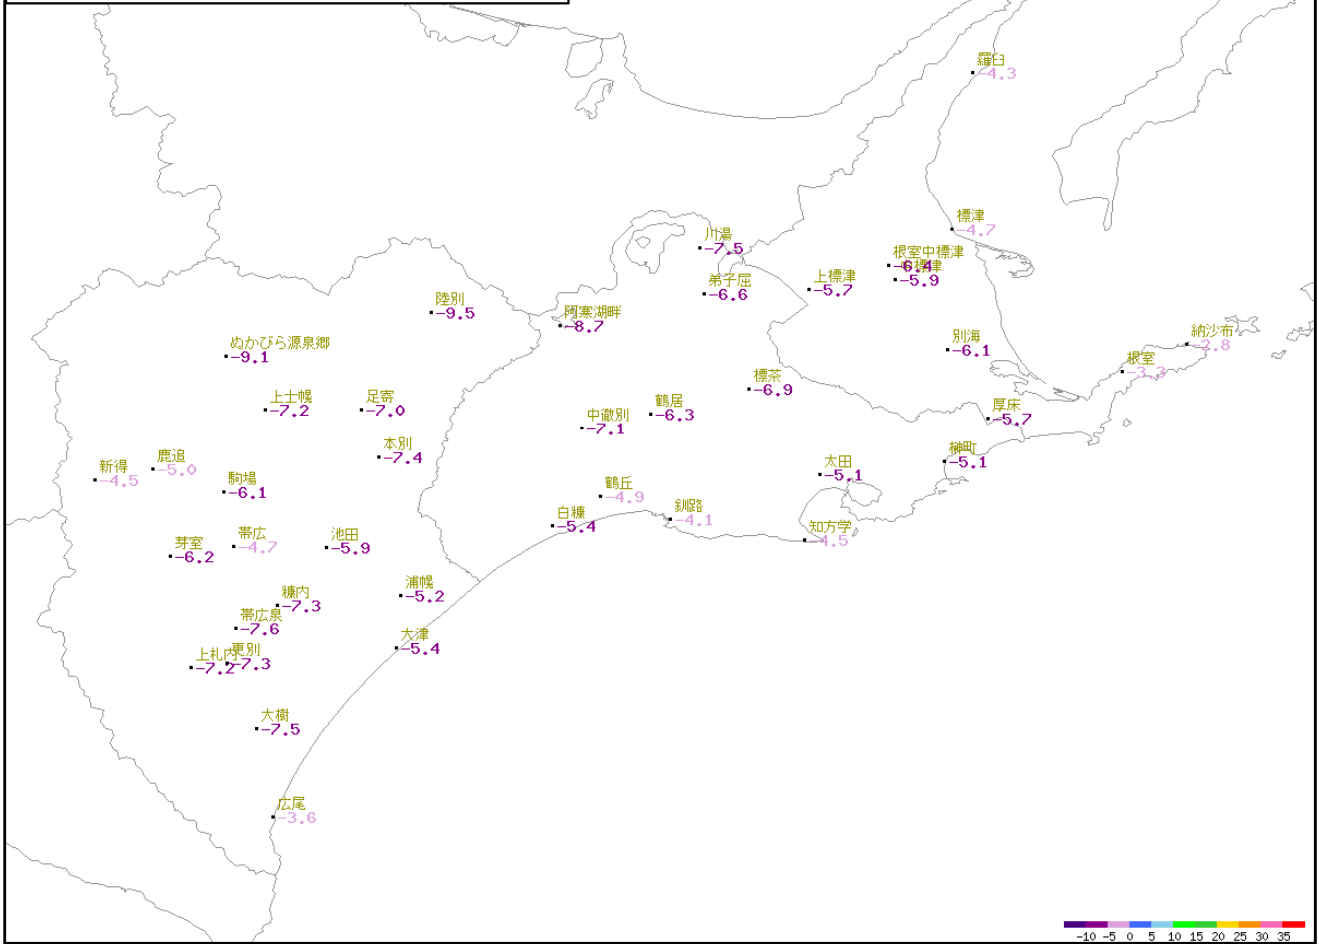 羅臼
-4.3
標津
-4.7
川湯
-7.5
根室中標津
-6.4
中標津
-5.9
上標津
-5.7
弟子屈
-6.6
陸別
-9.5
阿寒湖畔
-8.7
納沙布
-2.8
ぬかびら源泉郷
-9.1
別海
-6.1
根室
-3.3
標茶
-6.9
上士幌
-7.2
足寄
-7.0
鶴居
-6.3
厚床
-5.7
中徹別
-7.1
本別
-7.4
榊町
-5.1
鹿追
-5.0
新得
-4.5
太田
-5.1
駒場
-6.1
鶴丘
-4.9
釧路
-4.1
白糠
-5.4
知方学
-4.5
帯広
-4.7
池田
-5.9
芽室
-6.2
浦幌
-5.2
糠内
-7.3
帯広泉
-7.6
大津
-5.4
更別
-7.3
上札内
-7.2
大樹
-7.5
広尾
-3.6
-10 -5 0 5 10 15 20 25 30 35